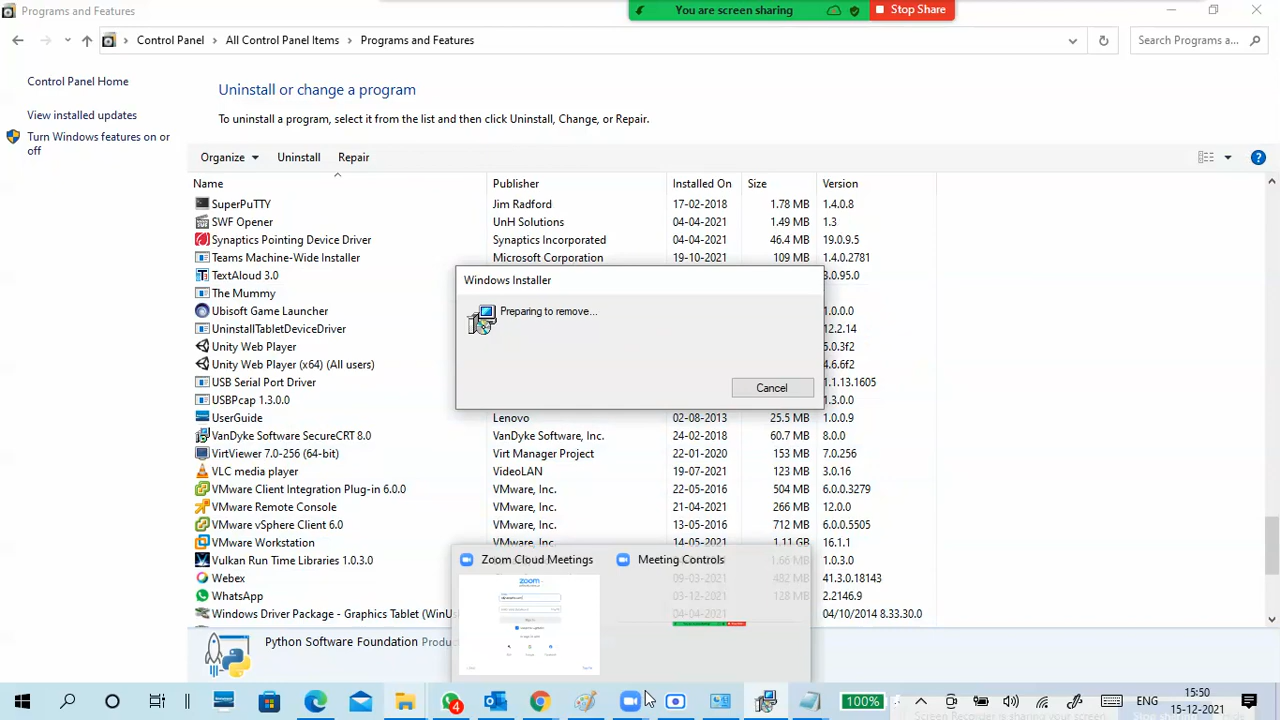 Programs and Features
You are screen sharing
Stop Share
Control Panel
All Control Panel Items
Programs and Features
Search Programs a...
Control Panel Home
Uninstall or change a program
View installed updates
To uninstall a program, select it from the list and then click Uninstall, Change, or Repair.
Turn Windows features on or
off
Organize
Uninstall
Repair
Name
Publisher
Installed On
Size
Version
SuperPuTTY Jim Radford 17-02-2018 1.78 MB 1.4.0.8
SWF Opener UnH Solutions 04-04-2021 1.49 MB 1.3
Synaptics Pointing Device Driver Synaptics Incorporated 04-04-2021 46.4 MB 19.0.9.5
Teams Machine-Wide Installer Microsoft Corporation 19-10-2021 109 MB 1.4.0.2781
TextAloud 3.0 3.0.95.0
The Mummy
Ubisoft Game Launcher 1.0.0.0
UninstallTabletDeviceDriver 12.2.14
Unity Web Player 5.0.3f2
Unity Web Player (x64) (All users) 4.6.6f2
USB Serial Port Driver 1.1.13.1605
USBPcap 1.3.0.0 1.3.0.0
Windows Installer
Preparing to remove...
Cancel
UserGuide Lenovo 02-08-2013 25.5 MB 1.0.0.9
VanDyke Software SecureCRT 8.0 VanDyke Software, Inc. 24-02-2018 60.7 MB 8.0.0
VirtViewer 7.0-256 (64-bit) Virt Manager Project 22-01-2020 153 MB 7.0.256
VLC media player VideoLAN 19-07-2021 123 MB 3.0.16
VMware Client Integration Plug-in 6.0.0 VMware, Inc. 22-05-2016 504 MB 6.0.0.3279
VMware Remote Console VMware, Inc. 21-04-2021 266 MB 12.0.0
VMware vSphere Client 6.0 VMware, Inc. 13-05-2016 712 MB 6.0.0.5505
VMware Workstation VMware, Inc. 14-05-2021 1.11 GB 16.1.1
Vulkan Run Time Libraries 1.0.3.0 1.66 MB 1.0.3.0
Webex 09-03-2021 482 MB 41.3.0.18143
WhatsApp 03-12-2021 2.2146.9
Windows Driver Package - Graphics Tablet (WinUs 04-04-2021 04/10/2014 8.33.30.0
Zoom Cloud Meetings
Meeting Controls
zoom
Python Software Foundation Produc
4
100%
ENG
19:50
15-12-2021